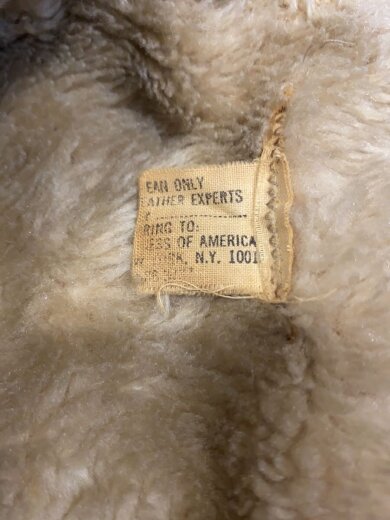 EAN ONLY
ATHER EXPERTS
RING TO:
ESS OF AMERICA
RK, N.Y. 1001